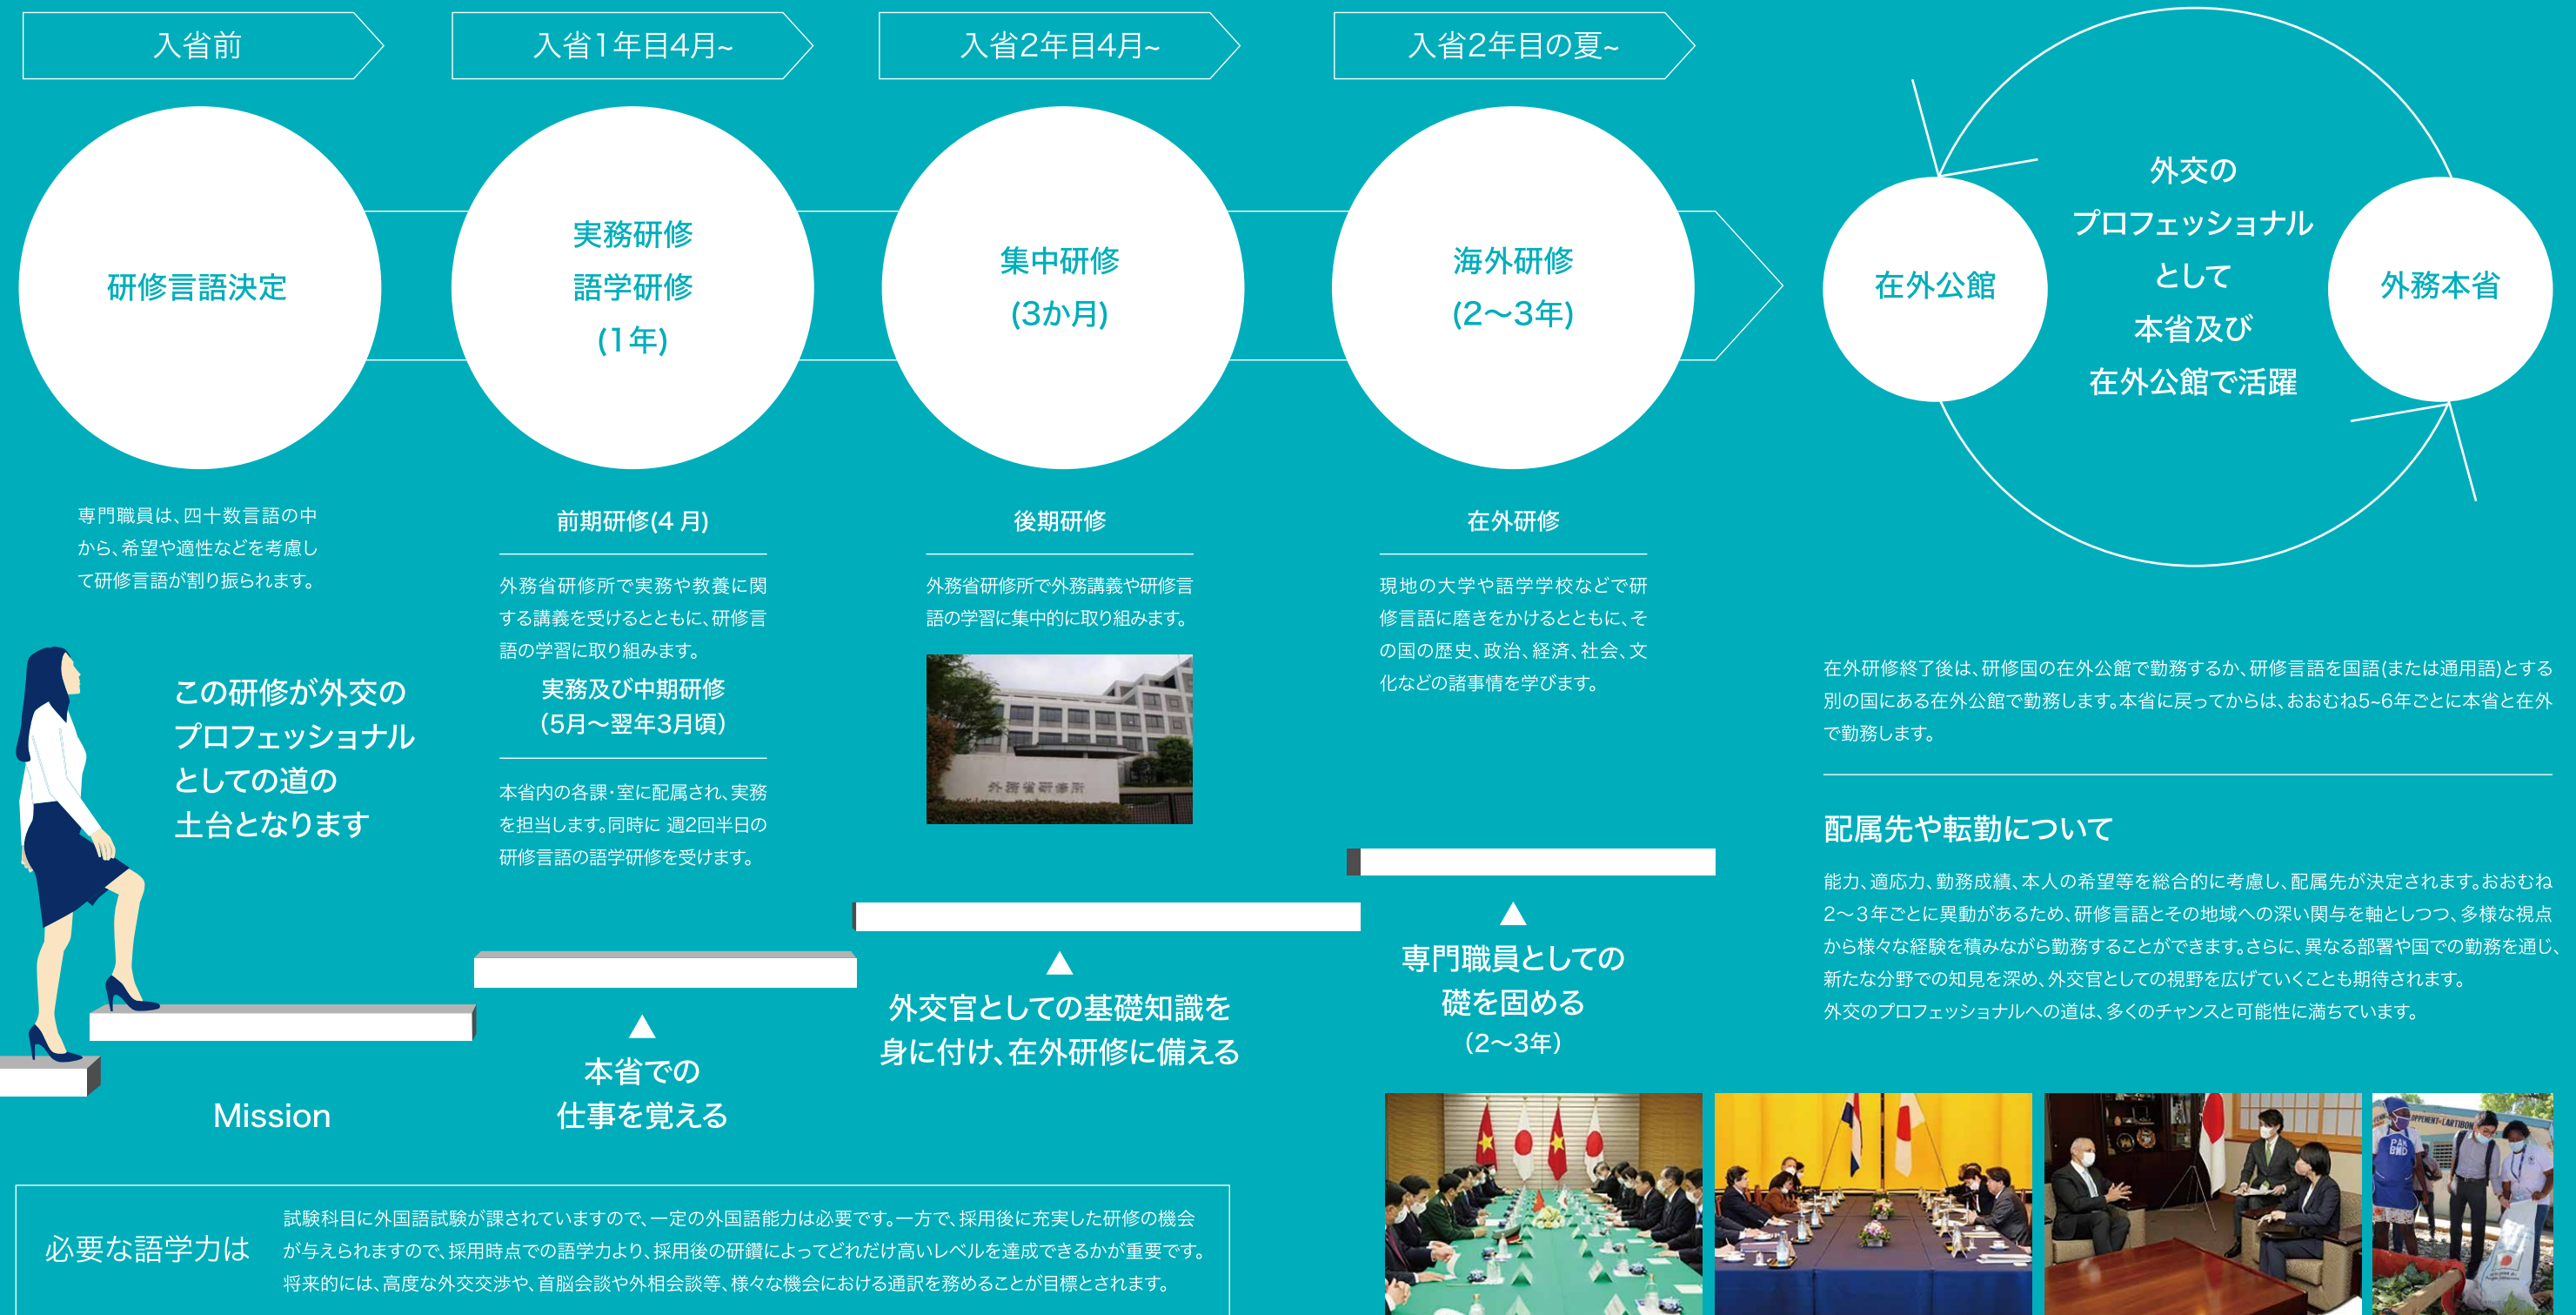 入省前
入省1年目4月~
入省2年目4月~
入省2年目の夏~
研修言語決定
実務研修
語学研修
(1年)
集中研修
(3か月)
海外研修
(2〜3年)
在外公館
外交の
プロフェッショナル
として
本省及び
在外公館で活躍
外務本省
専門職員は、四十数言語の中
から、希望や適性などを考慮し
て研修言語が割り振られます。
この研修が外交の
プロフェッショナル
としての道の
土台となります
Mission
前期研修(4 月)
外務省研修所で実務や教養に関
する講義を受けるとともに、研修言
語の学習に取り組みます。
実務及び中期研修
(5月〜翌年3月頃)
本省内の各課・室に配属され、実務
を担当します。同時に 週2回半日の
研修言語の語学研修を受けます。
本省での
仕事を覚える
後期研修
外務省研修所で外務講義や研修言
語の学習に集中的に取り組みます。
外務省研修所
外交官としての基礎知識を
身に付け、在外研修に備える
在外研修
現地の大学や語学学校などで研
修言語に磨きをかけるとともに、そ
の国の歴史、政治、経済、社会、文
化などの諸事情を学びます。
専門職員としての
礎を固める
(2〜3年)
在外研修終了後は、研修国の在外公館で勤務するか、研修言語を国語(または通用語)とする
別の国にある在外公館で勤務します。本省に戻ってからは、おおむね5~6年ごとに本省と在外
で勤務します。
配属先や転勤について
能力、適応力、勤務成績、本人の希望等を総合的に考慮し、配属先が決定されます。おおむね
2〜3年ごとに異動があるため、研修言語とその地域への深い関与を軸としつつ、多様な視点
から様々な経験を積みながら勤務することができます。さらに、異なる部署や国での勤務を通じ、
新たな分野での知見を深め、外交官としての視野を広げていくことも期待されます。
外交のプロフェッショナルへの道は、多くのチャンスと可能性に満ちています。
必要な語学力は
試験科目に外国語試験が課されていますので、一定の外国語能力は必要です。一方で、採用後に充実した研修の機会
が与えられますので、採用時点での語学力より、採用後の研鑽によってどれだけ高いレベルを達成できるかが重要です。
将来的には、高度な外交交渉や、首脳会談や外相会談等、様々な機会における通訳を務めることが目標とされます。